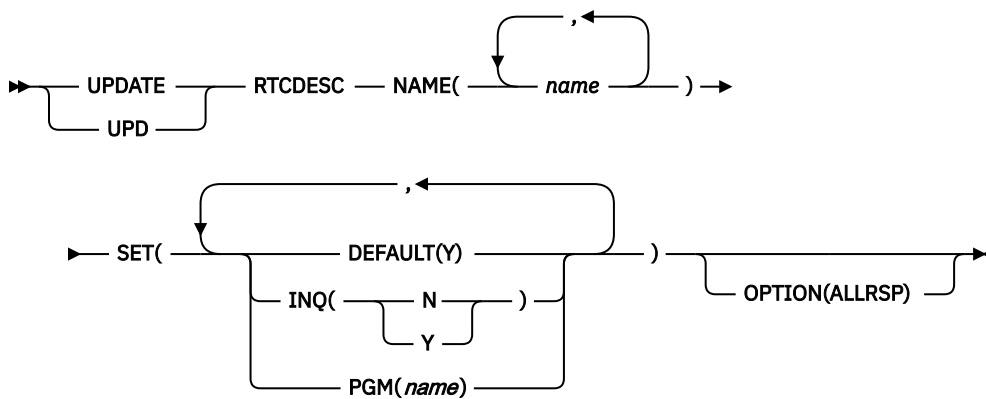 ,
UPDATE RTCDESC NAME( name )
UPD
,
SET( DEFAULT(Y) )
INQ( N ) OPTION(ALLRSP)
Y
PGM(name)